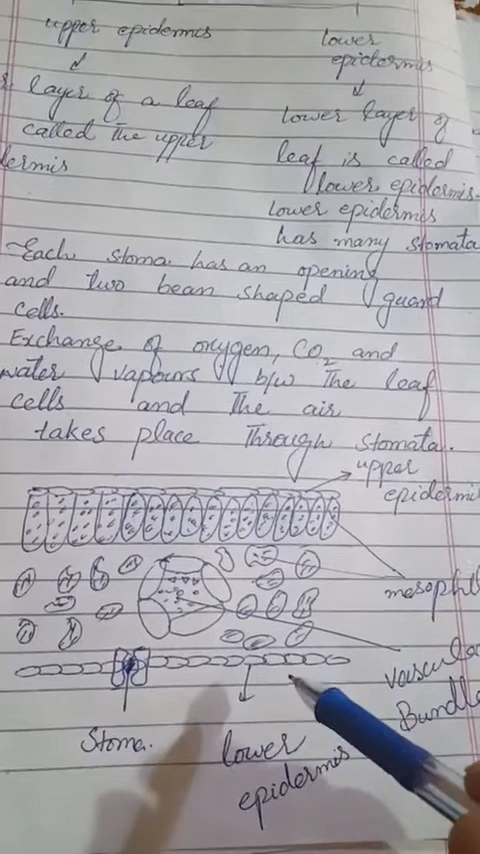 upper epidermis
lower
epidermis
layer of a leaf
called the upper
dermis
lower layer of
leaf is called
lower epidermis.
lower epidermis
has many stomata
Each stoma has an opening
and two bean shaped guard
cells.
Exchange of oxygen, CO2 and
water vapours b/w The leaf
cells and The air
takes place Through Stomata.
upper
epidermi
mesophl
vascula
Bundle
Stoma.
lower
epidermis